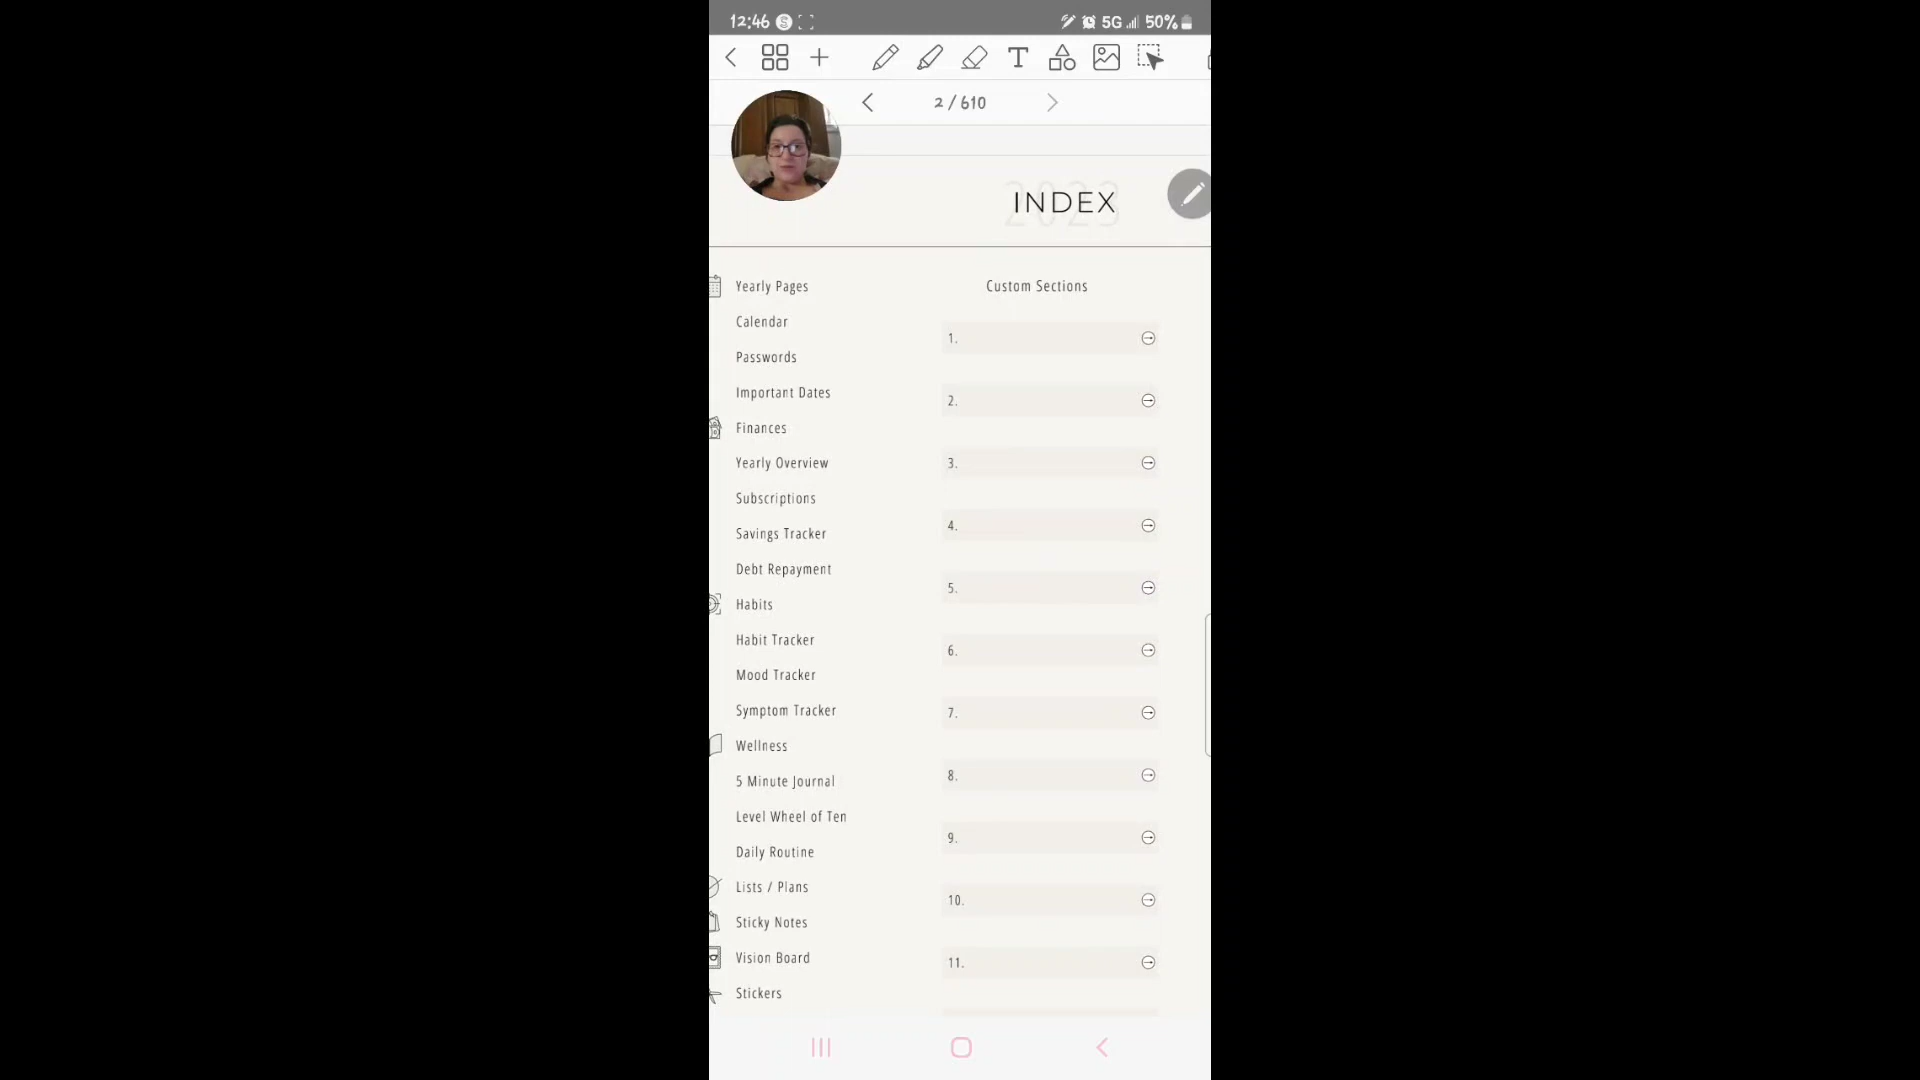 12:46 5G 50%
2 / 610
2023
INDEX
Yearly Pages
Calendar
Passwords
Important Dates
Finances
Yearly Overview
Subscriptions
Savings Tracker
Debt Repayment
Habits
Habit Tracker
Mood Tracker
Symptom Tracker
Wellness
5 Minute Journal
Level Wheel of Ten
Daily Routine
Lists / Plans
Sticky Notes
Vision Board
Stickers
Custom Sections
1.
2.
3.
4.
5.
6.
7.
8.
9.
10.
11.